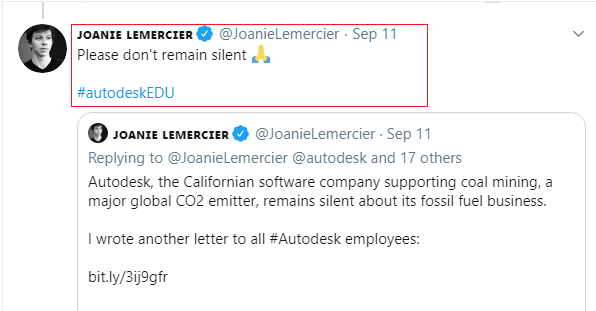 JOANIE LEMERCIER @JoanieLemercier · Sep 11
Please don't remain silent 🙏
#autodeskEDU
JOANIE LEMERCIER @JoanieLemercier · Sep 11
Replying to @JoanieLemercier @autodesk and 17 others
Autodesk, the Californian software company supporting coal mining, a
major global CO2 emitter, remains silent about its fossil fuel business.
I wrote another letter to all #Autodesk employees:
bit.ly/3ij9gfr